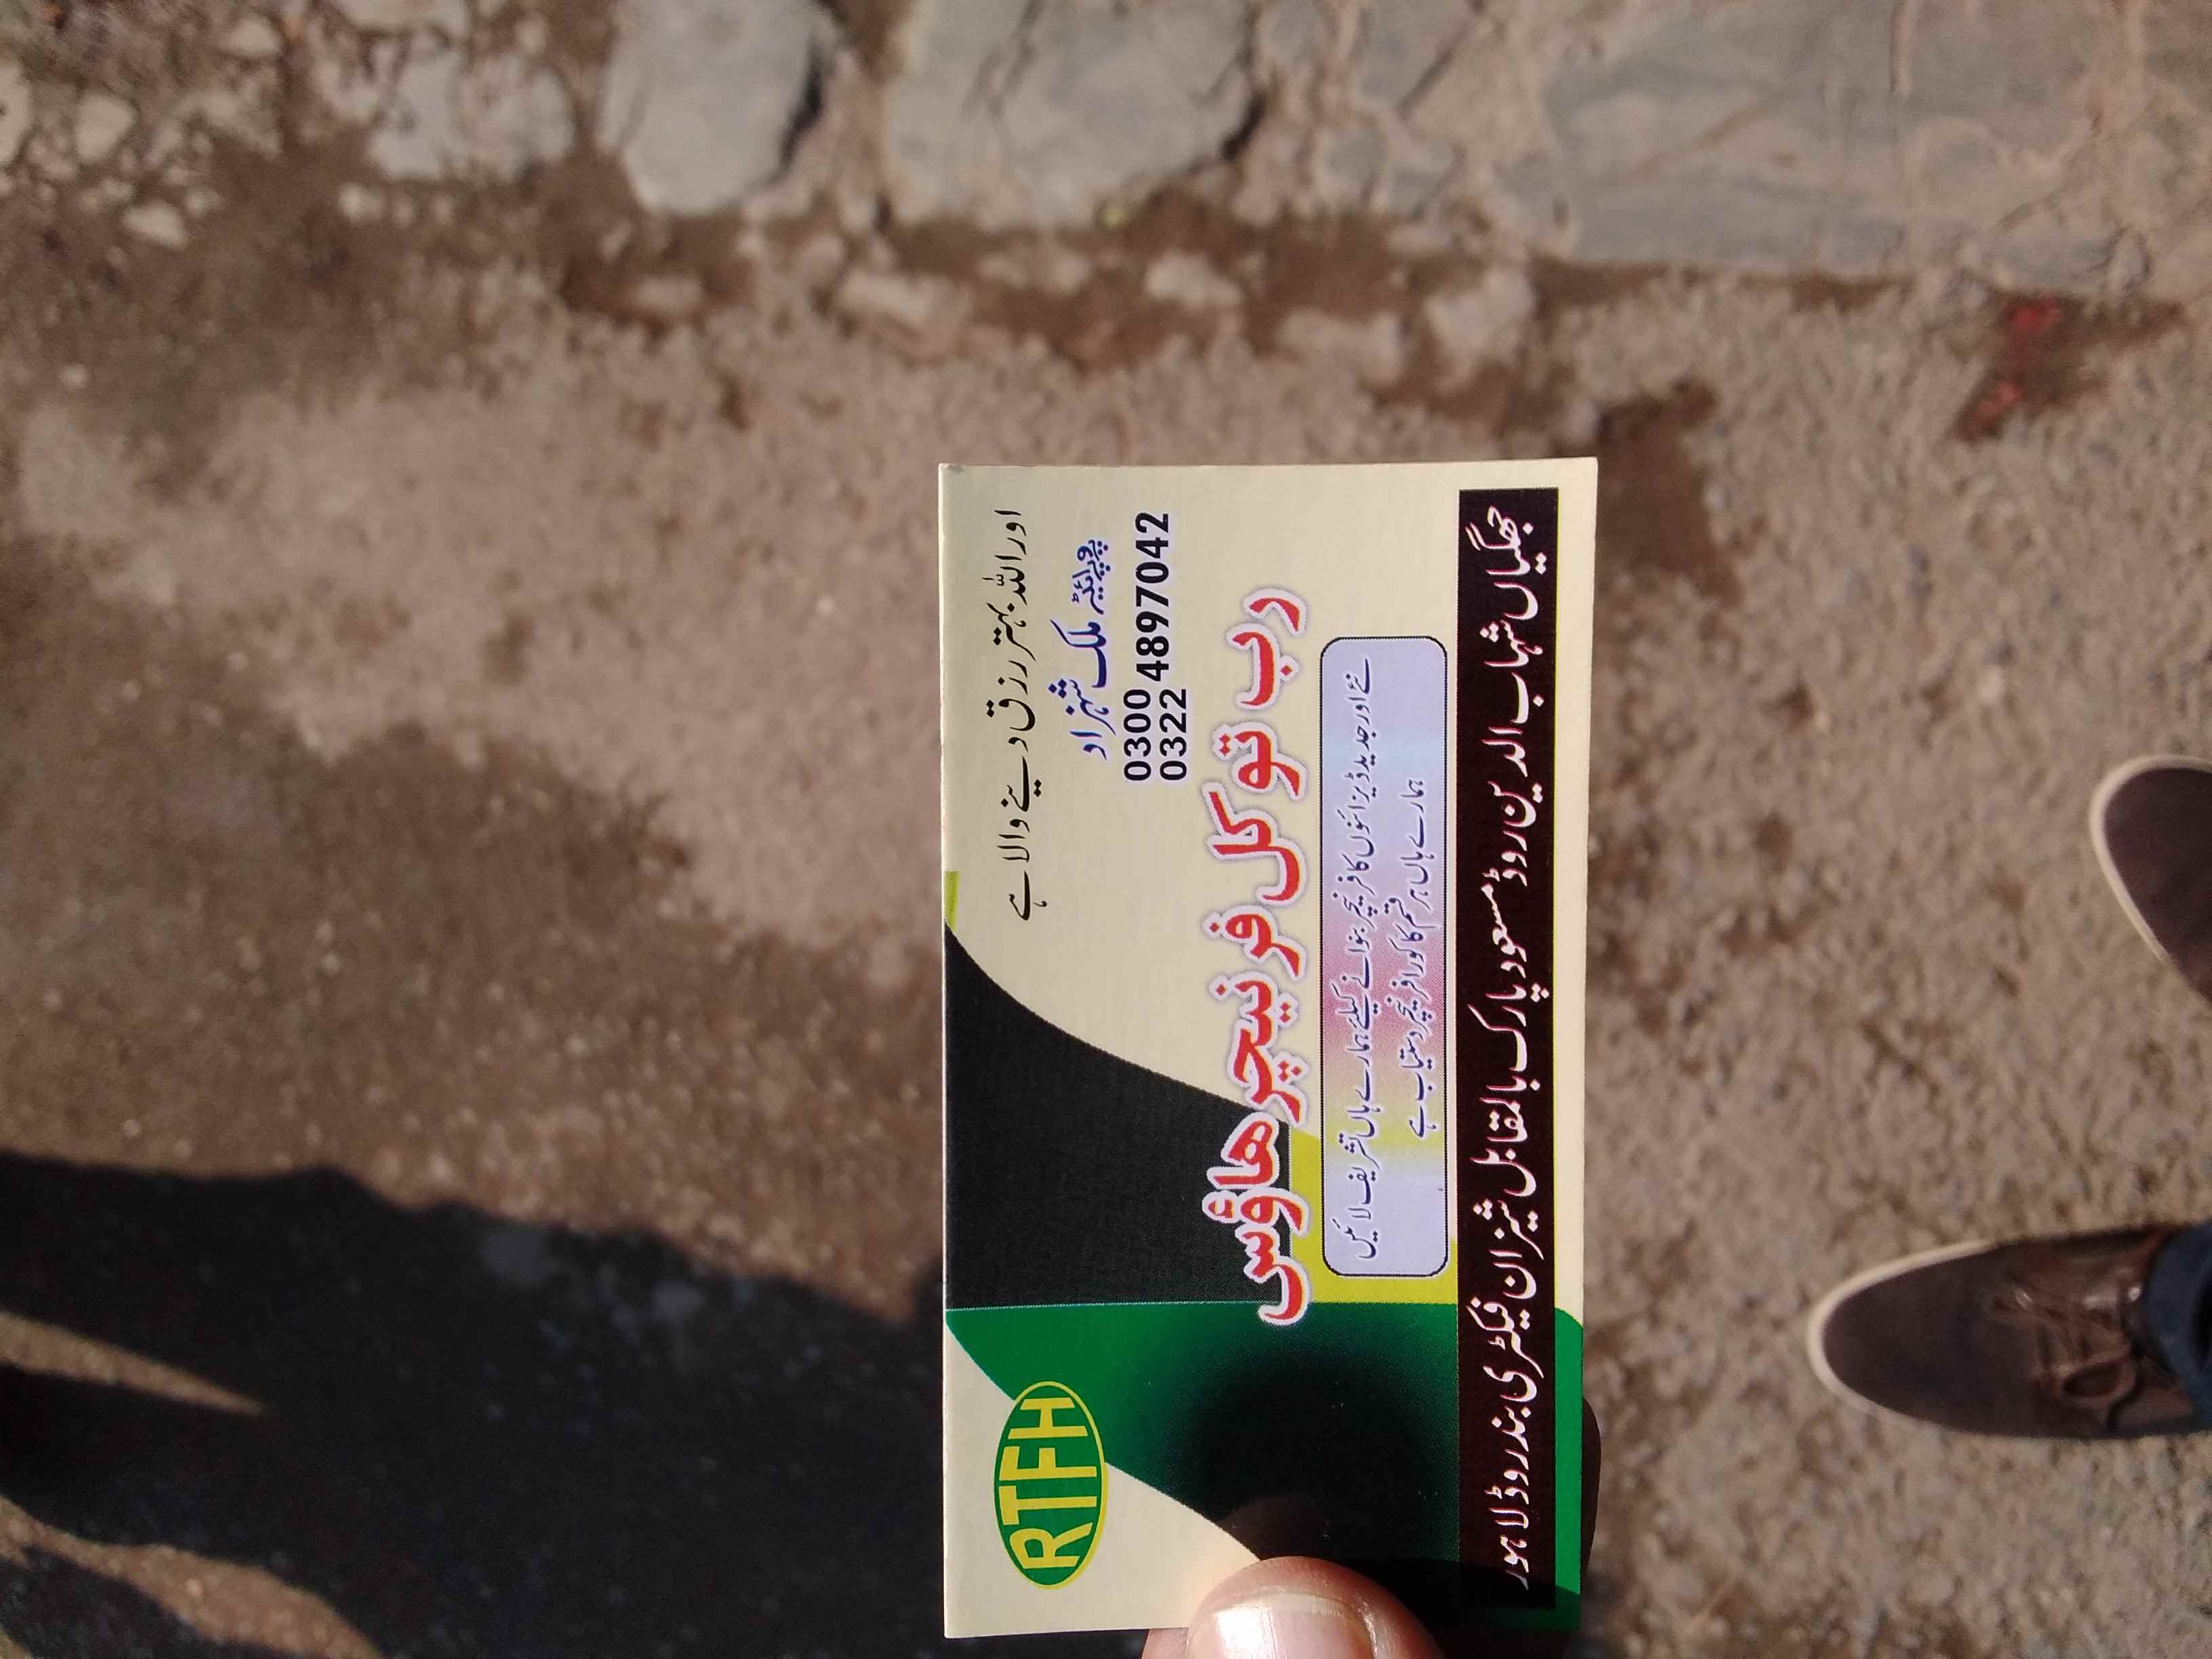 RTFH
اور اللہ بہتر رزق دینے والا ہے
پروپرائیٹر ملک شہزاد
0300
0322 4897042
رب توکل فرنیچر ھاؤس
نئے اور جدید ڈیزائنوں کا فرنیچر بنوانے کیلئے ہمارے ہاں تشریف لائیں
ہمارے ہاں ہر قسم کا کورا فرنیچر دستیاب ہے
جھگیاں شہاب الدین روڈ مسعود پارک بالمقابل شیزان فیکٹری بند روڈ لاہور